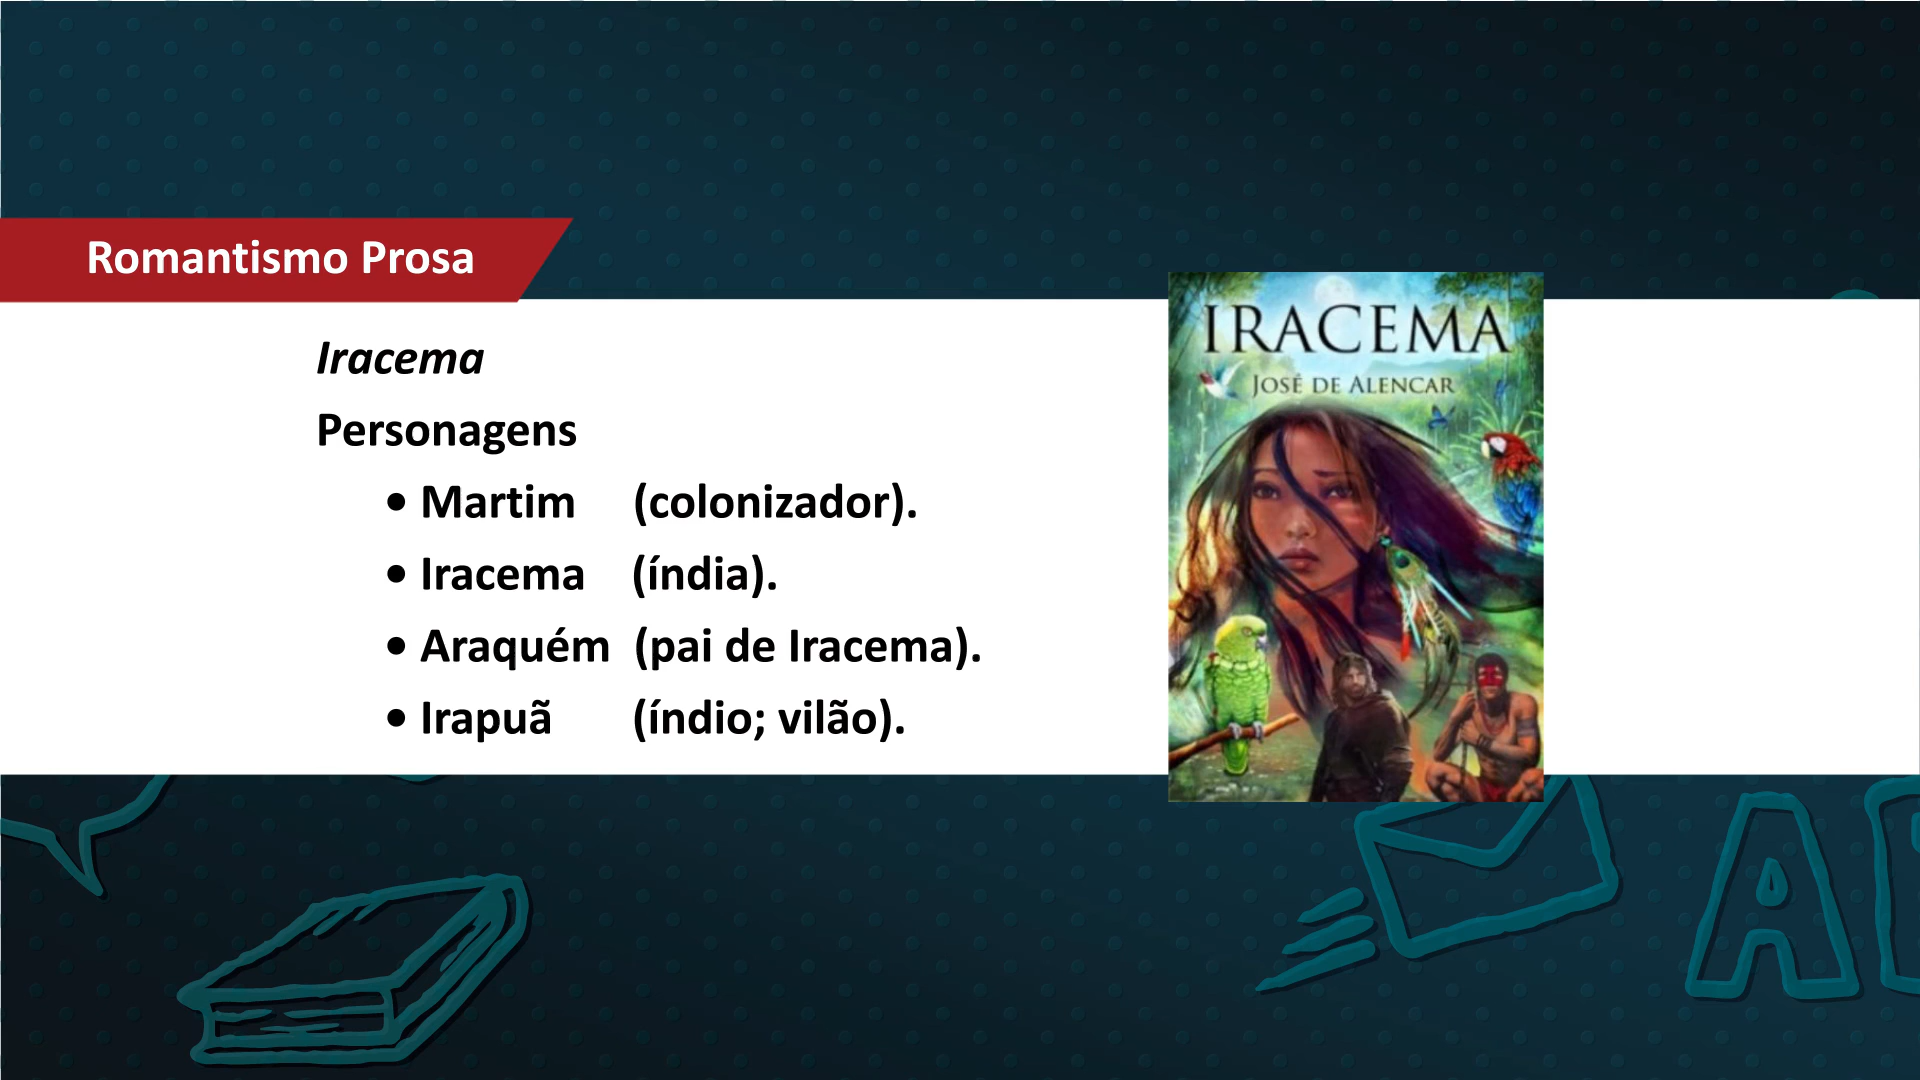 Romantismo Prosa
Iracema
Personagens
• Martim (colonizador).
• Iracema (índia).
• Araquém (pai de Iracema).
• Irapuã (índio; vilão).
IRACEMA
JOSÉ DE ALENCAR
A